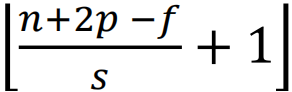 ⌊(n+2p −f)/s + 1⌋